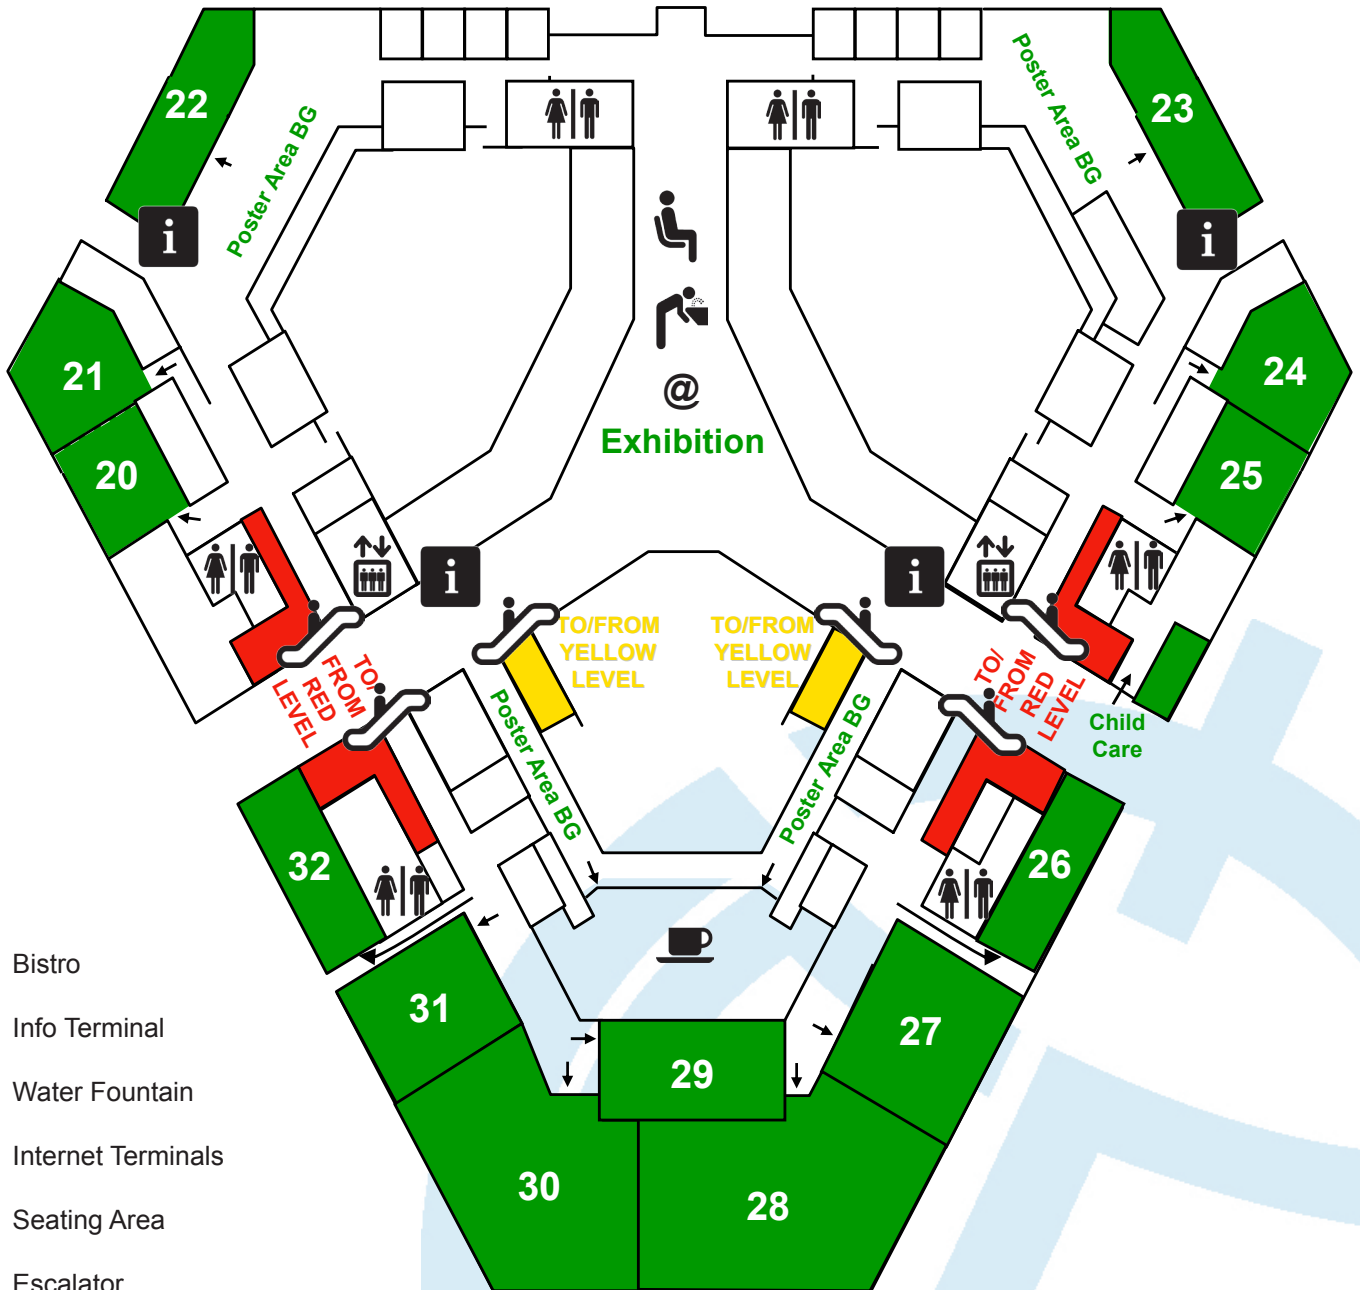 22
23
Poster Area BG
Poster Area BG
i
i
21
24
@
Exhibition
20
25
i
i
TO/FROM
YELLOW
LEVEL
TO/FROM
YELLOW
LEVEL
TO/
FROM
RED
LEVEL
TO/
FROM
RED
LEVEL
Child
Care
Poster Area BG
Poster Area BG
32
26
31
27
29
30
28
Bistro
Info Terminal
Water Fountain
Internet Terminals
Seating Area
Escalator